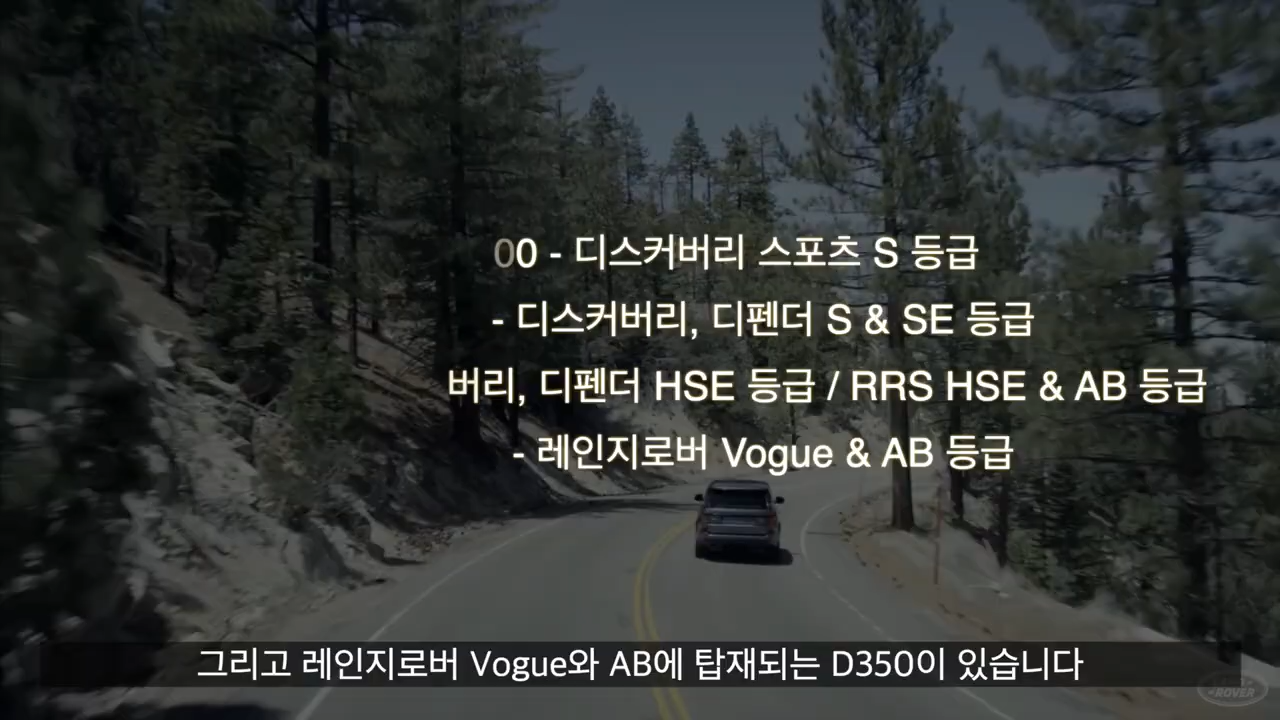 00 - 디스커버리 스포츠 S 등급
- 디스커버리, 디펜더 S & SE 등급
버리, 디펜더 HSE 등급 / RRS HSE & AB 등급
- 레인지로버 Vogue & AB 등급
그리고 레인지로버 Vogue와 AB에 탑재되는 D350이 있습니다
ROVER